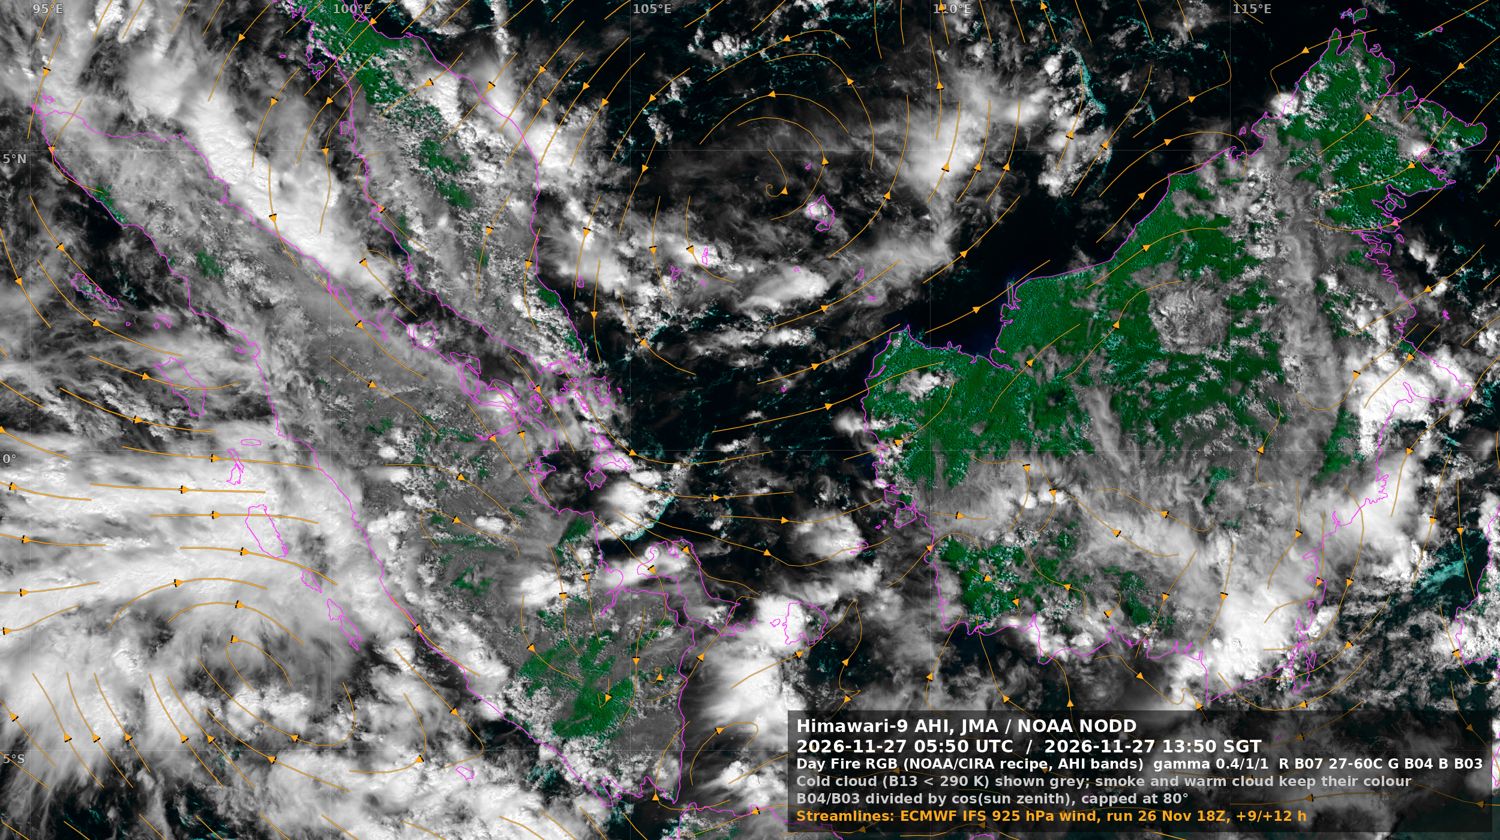 95°E
100°E
105°E
110°E
115°E
5°N
0°
5°S
Himawari-9 AHI, JMA / NOAA NODD
2026-11-27 05:50 UTC / 2026-11-27 13:50 SGT
Day Fire RGB (NOAA/CIRA recipe, AHI bands) gamma 0.4/1/1 R B07 27-60C G B04 B B03
Cold cloud (B13 < 290 K) shown grey; smoke and warm cloud keep their colour
B04/B03 divided by cos(sun zenith), capped at 80°
Streamlines: ECMWF IFS 925 hPa wind, run 26 Nov 18Z, +9/+12 h